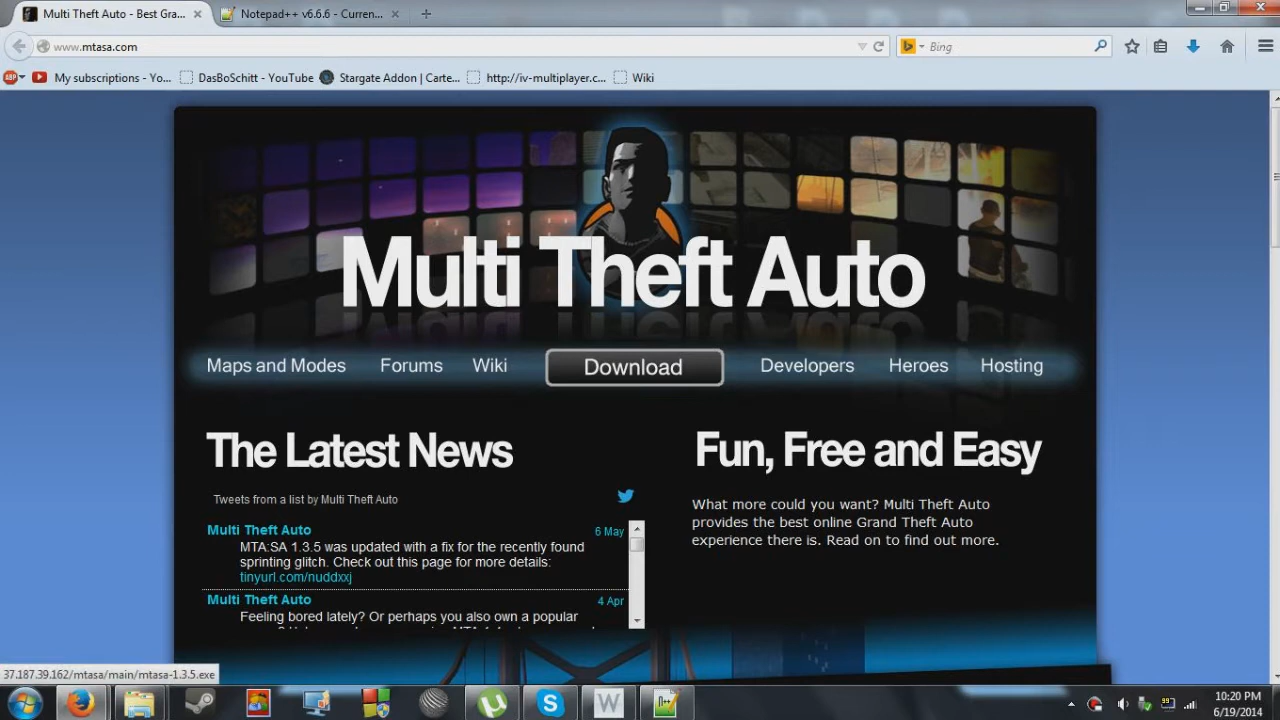 Multi Theft Auto - Best Gra...
Notepad++ v6.6.6 - Curren...
www.mtasa.com
Bing
My subscriptions - Yo...
DasBoSchitt - YouTube
Stargate Addon | Carte...
http://iv-multiplayer.c...
Wiki
Multi Theft Auto
Maps and Modes
Forums
Wiki
Download
Developers
Heroes
Hosting
The Latest News
Tweets from a list by Multi Theft Auto
Multi Theft Auto
6 May
MTA:SA 1.3.5 was updated with a fix for the recently found
sprinting glitch. Check out this page for more details:
tinyurl.com/nuddxxj
Multi Theft Auto
4 Apr
Feeling bored lately? Or perhaps you also own a popular
Fun, Free and Easy
What more could you want? Multi Theft Auto
provides the best online Grand Theft Auto
experience there is. Read on to find out more.
37.187.39.162/mtasa/main/mtasa-1.3.5.exe
10:20 PM
6/19/2014